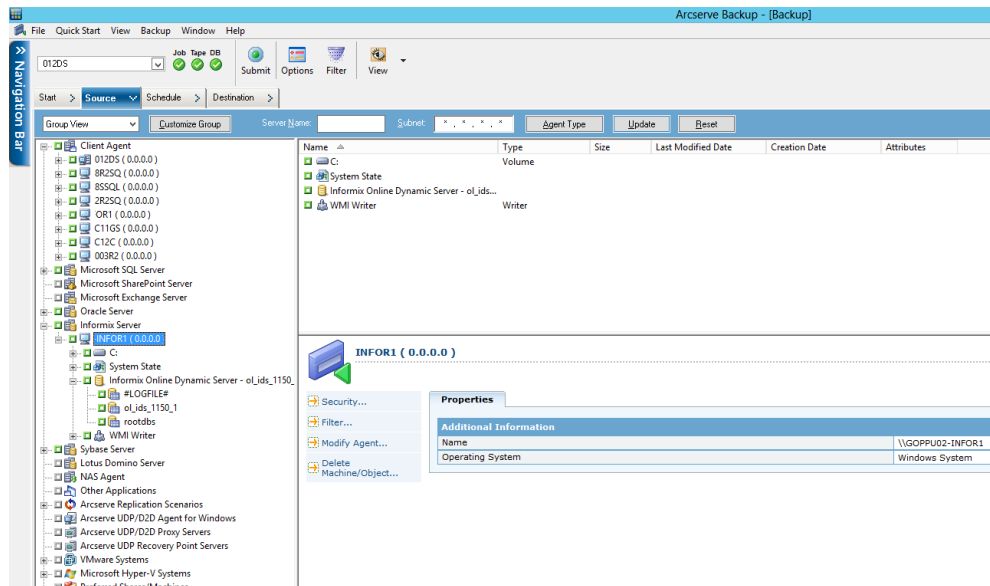 Arcserve Backup - [Backup]
File Quick Start View Backup Window Help
Navigation Bar
012DS
Job Tape DB
Submit Options Filter View
Start Source Schedule Destination
Group View Customize Group Server Name: Subnet: * . * . * . * Agent Type Update Reset
Client Agent
012DS ( 0.0.0.0 )
8R2SQ ( 0.0.0.0 )
8SSQL ( 0.0.0.0 )
2R2SQ ( 0.0.0.0 )
OR1 ( 0.0.0.0 )
C11GS ( 0.0.0.0 )
C12C ( 0.0.0.0 )
003R2 ( 0.0.0.0 )
Microsoft SQL Server
Microsoft SharePoint Server
Microsoft Exchange Server
Oracle Server
Informix Server
-INFOR1 ( 0.0.0.0
C:
System State
Informix Online Dynamic Server - ol_ids_1150_
#LOGFILE#
ol_ids_1150_1
rootdbs
WMI Writer
Sybase Server
Lotus Domino Server
NAS Agent
Other Applications
Arcserve Replication Scenarios
Arcserve UDP/D2D Agent for Windows
Arcserve UDP/D2D Proxy Servers
Arcserve UDP Recovery Point Servers
VMware Systems
Microsoft Hyper-V Systems
Name Type Size Last Modified Date Creation Date Attributes
C: Volume
System State
Informix Online Dynamic Server - ol_ids...
WMI Writer Writer
INFOR1 ( 0.0.0.0 )
Security...
Filter...
Modify Agent...
Delete
Machine/Object...
Properties
Additional Information
Name \\GOPPU02-INFOR1
Operating System Windows System